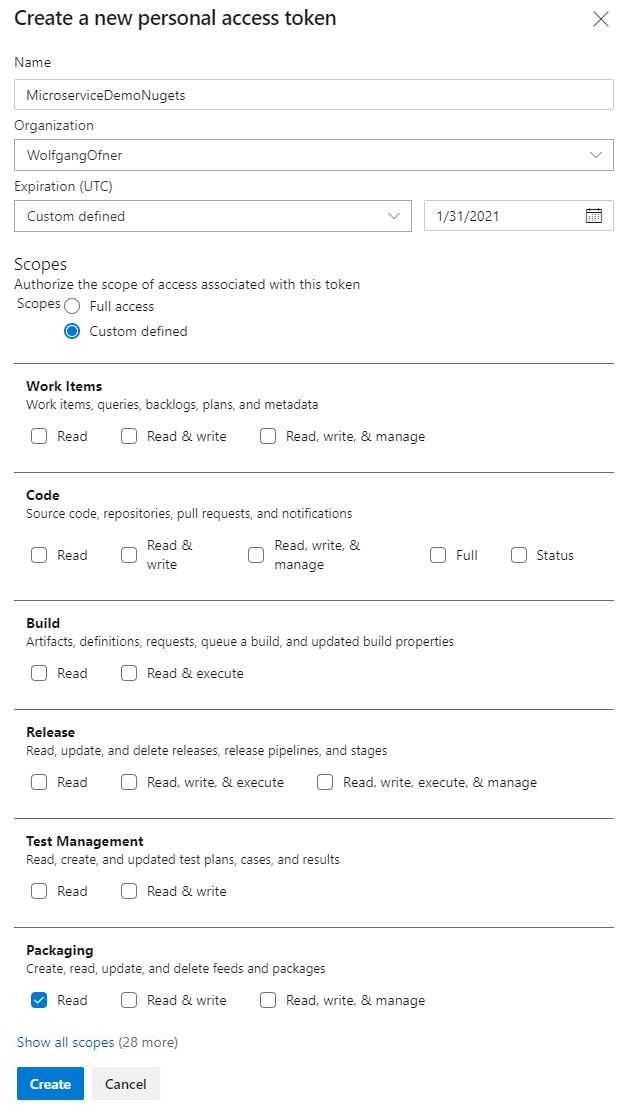 Create a new personal access token
Name
MicroserviceDemoNugets
Organization
WolfgangOfner
Expiration (UTC)
Custom defined
1/31/2021
Scopes
Authorize the scope of access associated with this token
Scopes Full access
Custom defined
Work Items
Work items, queries, backlogs, plans, and metadata
Read Read & write Read, write, & manage
Code
Source code, repositories, pull requests, and notifications
Read Read & write Read, write, & manage Full Status
Build
Artifacts, definitions, requests, queue a build, and updated build properties
Read Read & execute
Release
Read, update, and delete releases, release pipelines, and stages
Read Read, write, & execute Read, write, execute, & manage
Test Management
Read, create, and updated test plans, cases, and results
Read Read & write
Packaging
Create, read, update, and delete feeds and packages
Read Read & write Read, write, & manage
Show all scopes (28 more)
Create Cancel